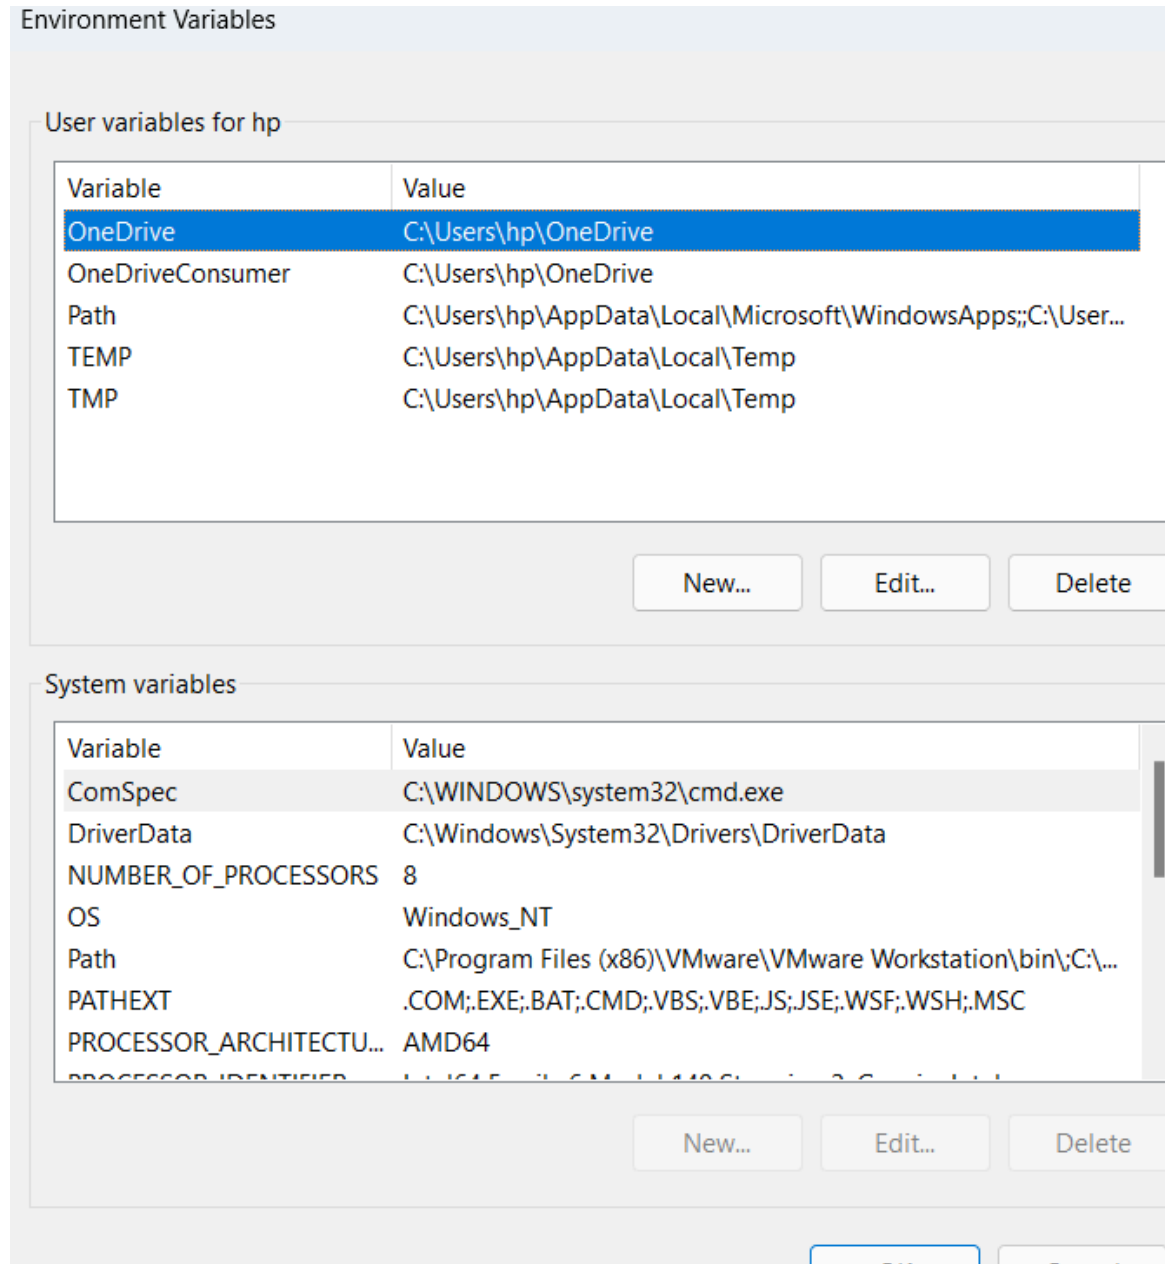 Environment Variables
User variables for hp
Variable Value
OneDrive C:\Users\hp\OneDrive
OneDriveConsumer C:\Users\hp\OneDrive
Path C:\Users\hp\AppData\Local\Microsoft\WindowsApps;;C:\User...
TEMP C:\Users\hp\AppData\Local\Temp
TMP C:\Users\hp\AppData\Local\Temp
New... Edit... Delete
System variables
Variable Value
ComSpec C:\WINDOWS\system32\cmd.exe
DriverData C:\Windows\System32\Drivers\DriverData
NUMBER_OF_PROCESSORS 8
OS Windows_NT
Path C:\Program Files (x86)\VMware\VMware Workstation\bin\;C:\...
PATHEXT .COM;.EXE;.BAT;.CMD;.VBS;.VBE;.JS;.JSE;.WSF;.WSH;.MSC
PROCESSOR_ARCHITECTU... AMD64
New... Edit... Delete